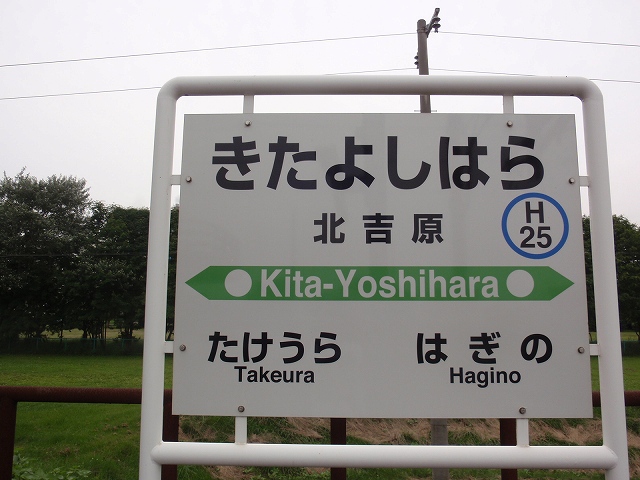 きたよしはら
北吉原
H
25
Kita-Yoshihara
たけうら はぎの
Takeura Hagino